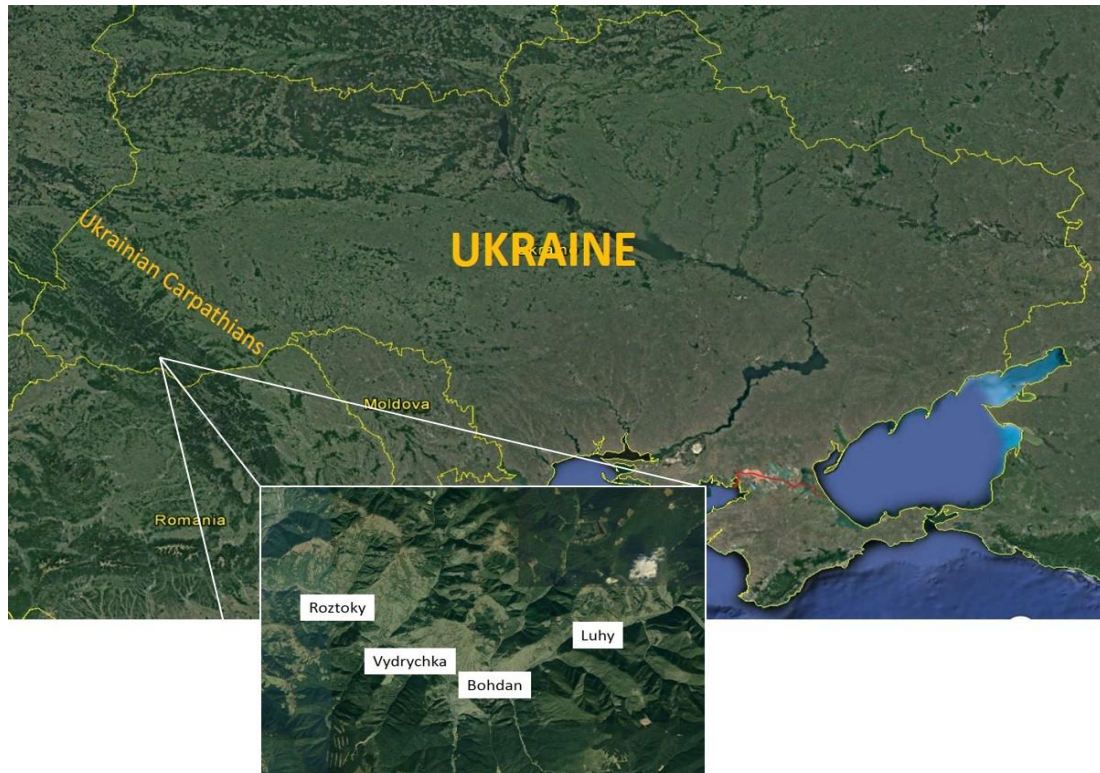 Ukrainian Carpathians
UKRAINE
Moldova
Romania
Roztoky
Luhy
Vydrychka
Bohdan